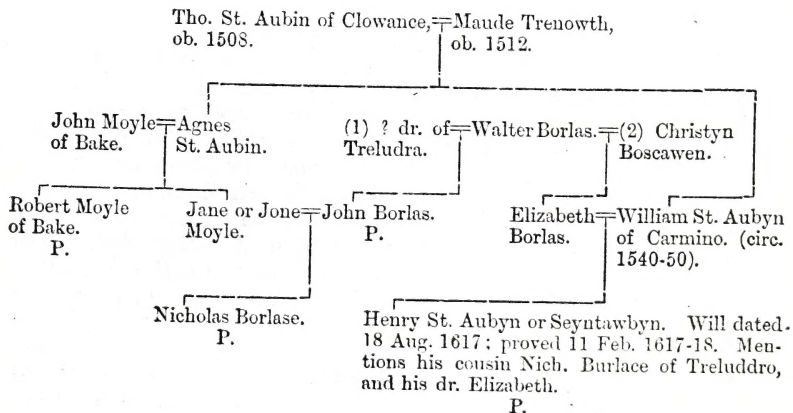 Tho. St. Aubin of Clowance,=Maude Trenowth,
ob. 1508. ob. 1512.
John Moyle=Agnes (1) ? dr. of=Walter Borlas.=(2) Christyn
of Bake. St. Aubin. Treludra. Boscawen.
Robert Moyle Jane or Jone=John Borlas. Elizabeth=William St. Aubyn
of Bake. Moyle. P. Borlas. of Carmino. (circ.
P. 1540-50).
Nicholas Borlase. Henry St. Aubyn or Seyntawbyn. Will dated
P. 18 Aug. 1617; proved 11 Feb. 1617-18. Men-
tions his cousin Nich. Burlace of Treluddro,
and his dr. Elizabeth.
P.